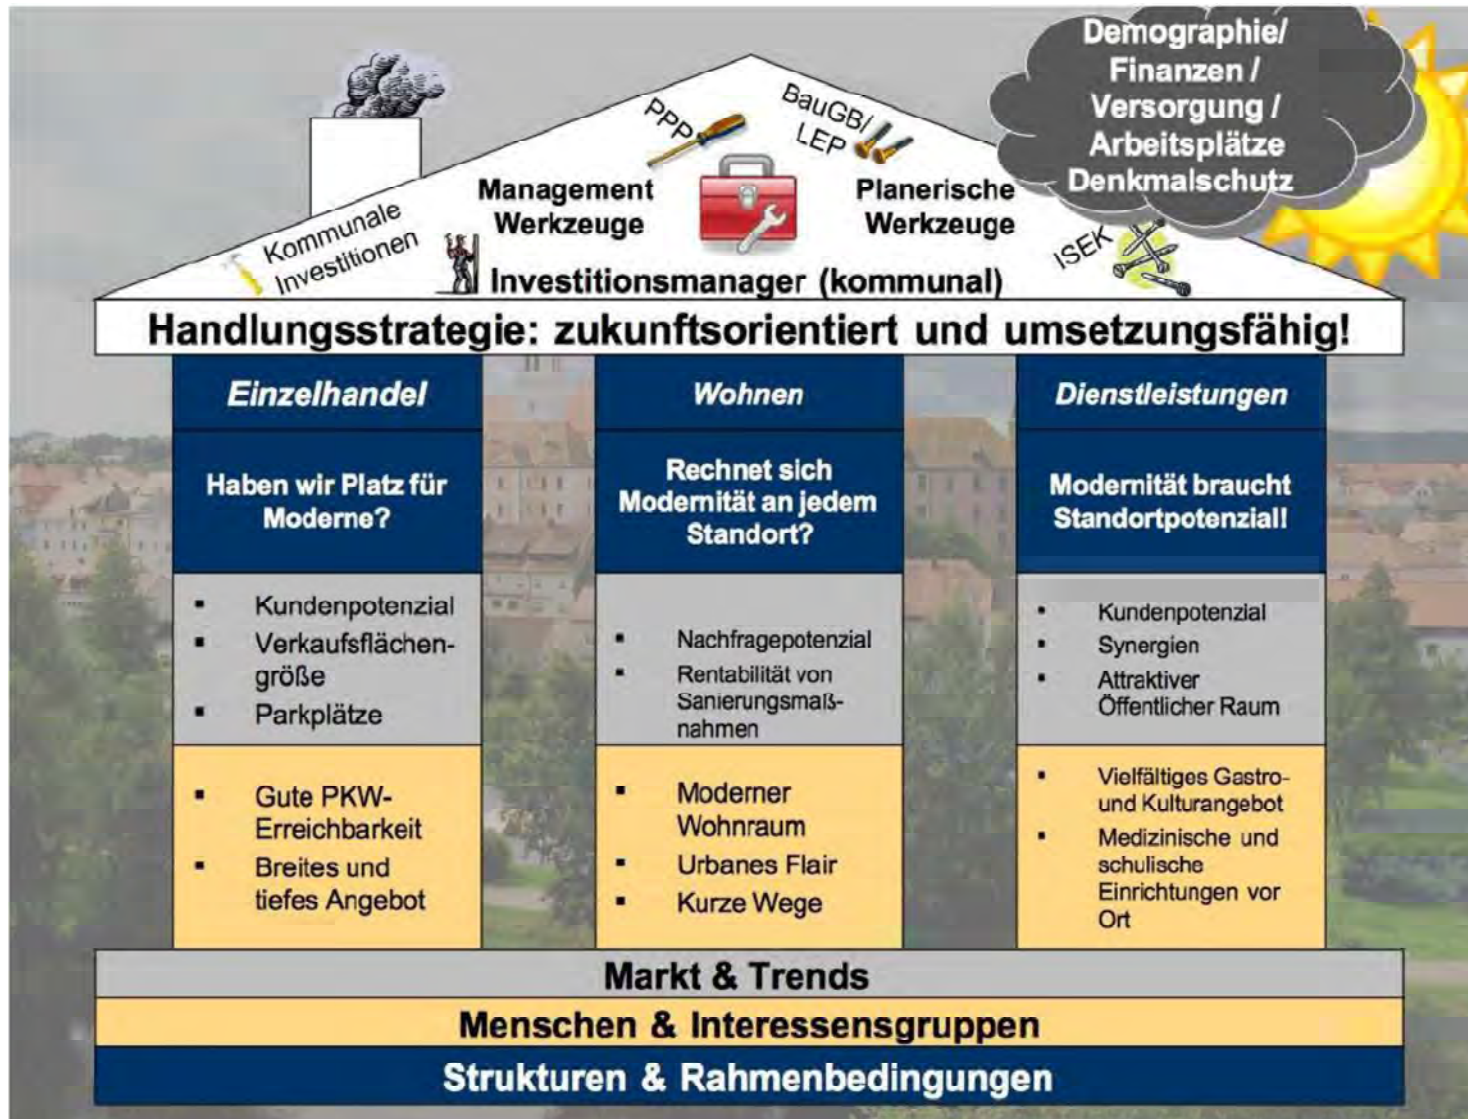 Demographie/
Finanzen /
Versorgung /
Arbeitsplätze
Denkmalschutz
PPP
BauGB/
LEP
Management
Werkzeuge
Planerische
Werkzeuge
Kommunale
Investitionen
ISEK
Investitionsmanager (kommunal)
Handlungsstrategie: zukunftsorientiert und umsetzungsfähig!
Einzelhandel
Haben wir Platz für
Moderne?
▪ Kundenpotenzial
▪ Verkaufsflächen-
größe
▪ Parkplätze
▪ Gute PKW-
Erreichbarkeit
▪ Breites und
tiefes Angebot
Wohnen
Rechnet sich
Modernität an jedem
Standort?
▪ Nachfragepotenzial
▪ Rentabilität von
Sanierungsmaß-
nahmen
▪ Moderner
Wohnraum
▪ Urbanes Flair
▪ Kurze Wege
Dienstleistungen
Modernität braucht
Standortpotenzial!
▪ Kundenpotenzial
▪ Synergien
▪ Attraktiver
Öffentlicher Raum
▪ Vielfältiges Gastro-
und Kulturangebot
▪ Medizinische und
schulische
Einrichtungen vor
Ort
Markt & Trends
Menschen & Interessensgruppen
Strukturen & Rahmenbedingungen